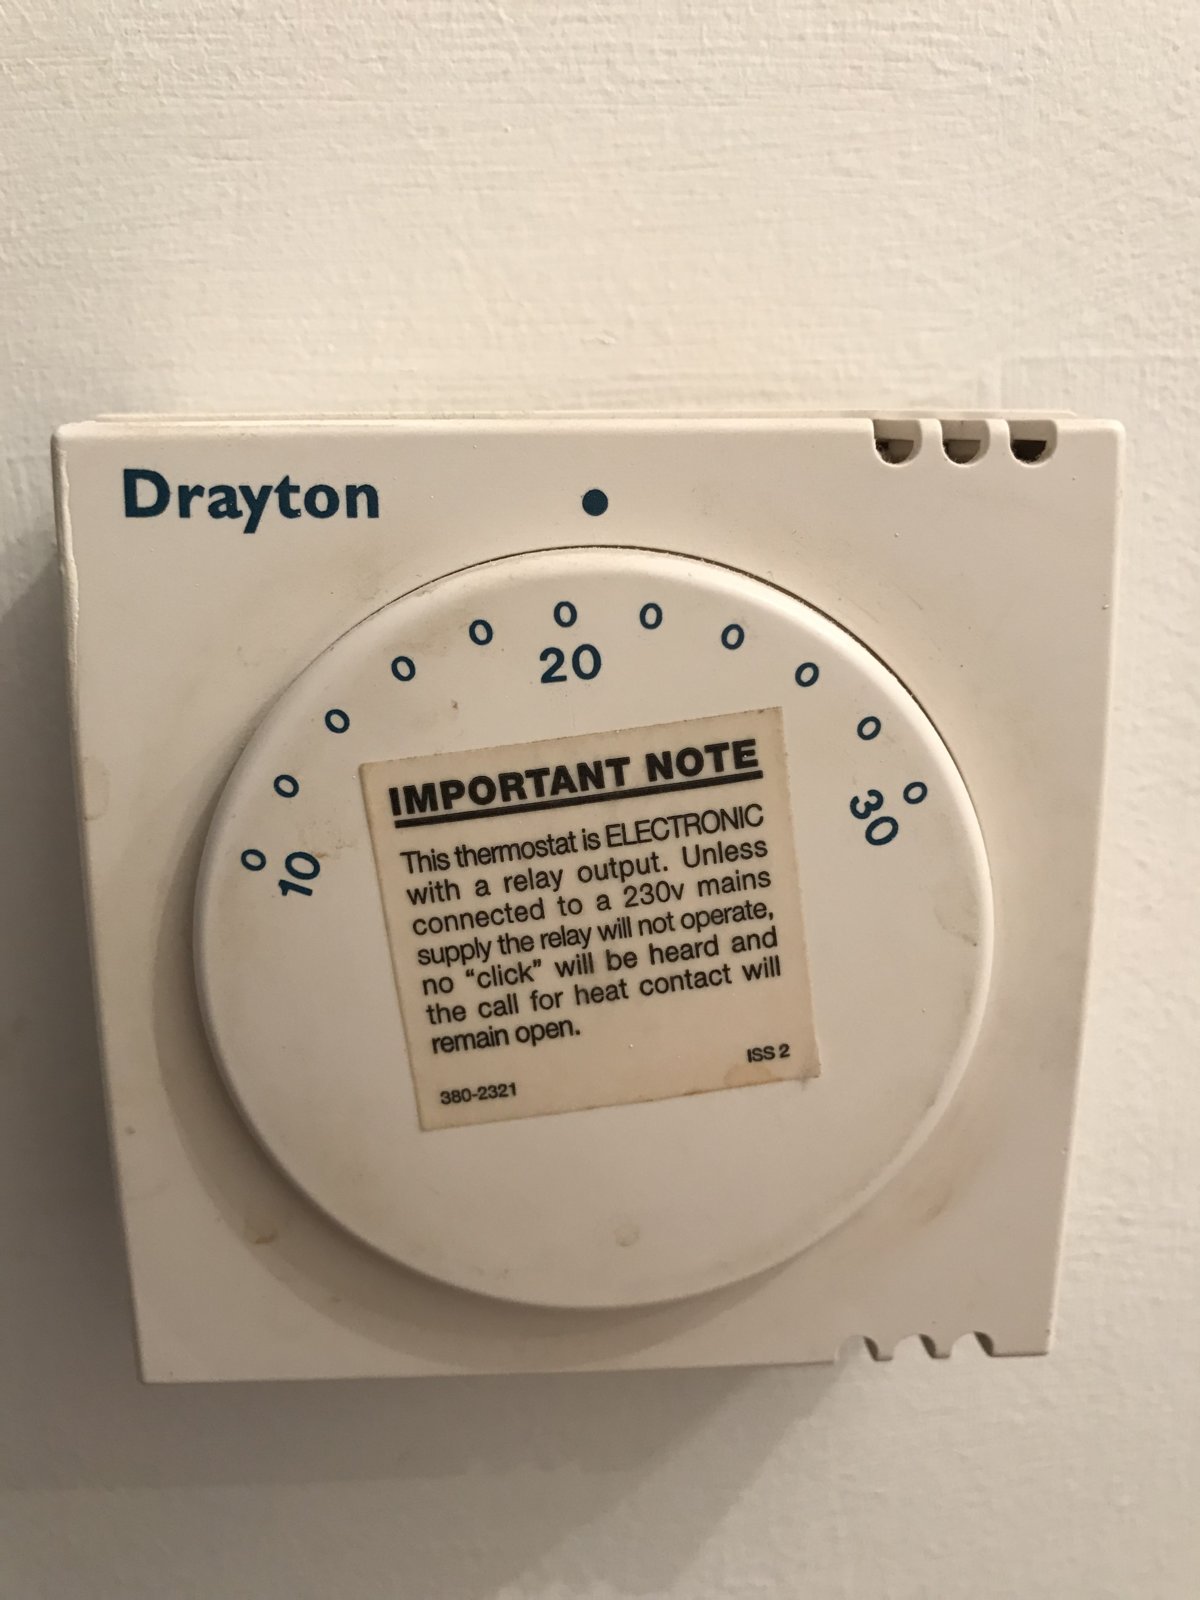 Drayton
20
10
30
IMPORTANT NOTE
This thermostat is ELECTRONIC
with a relay output. Unless
connected to a 230v mains
supply the relay will not operate,
no “click” will be heard and
the call for heat contact will
remain open.
ISS 2
380-2321